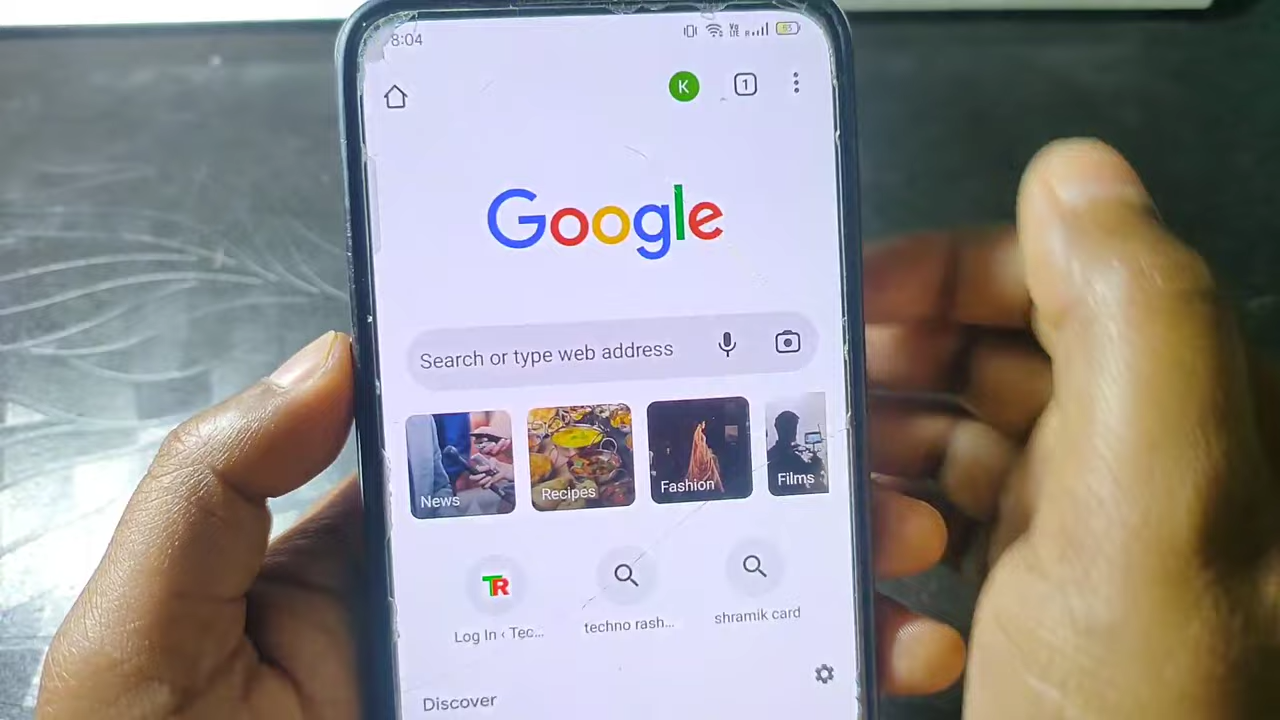 8:04
85
K
1
Google
Search or type web address
News
Recipes
Fashion
Films
TR
Log In ‹ Tec...
techno rash...
shramik card
Discover